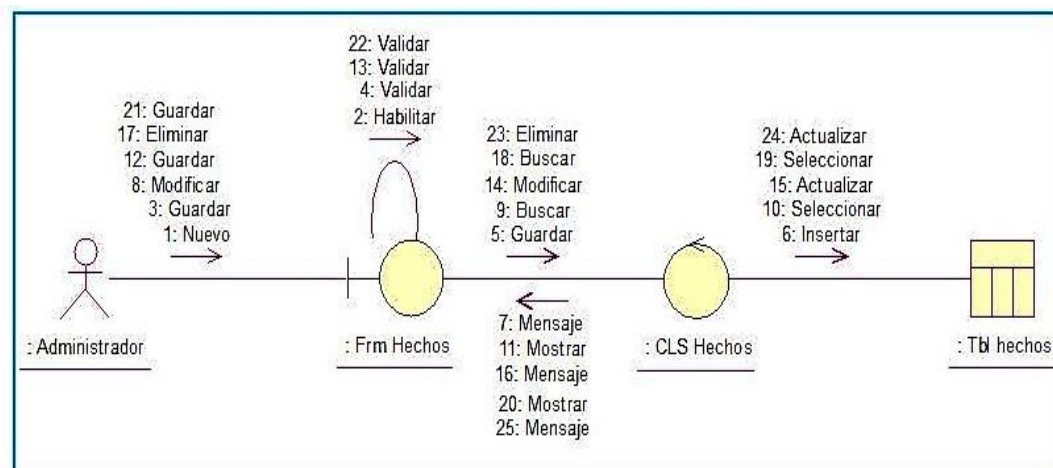 22: Validar
13: Validar
4: Validar
2: Habilitar
21: Guardar
17: Eliminar
12: Guardar
8: Modificar
3: Guardar
1: Nuevo
23: Eliminar
18: Buscar
14: Modificar
9: Buscar
5: Guardar
24: Actualizar
19: Seleccionar
15: Actualizar
10: Seleccionar
6: Insertar
7: Mensaje
11: Mostrar
16: Mensaje
20: Mostrar
25: Mensaje
: Administrador
: Frm Hechos
: CLS Hechos
: Tbl hechos